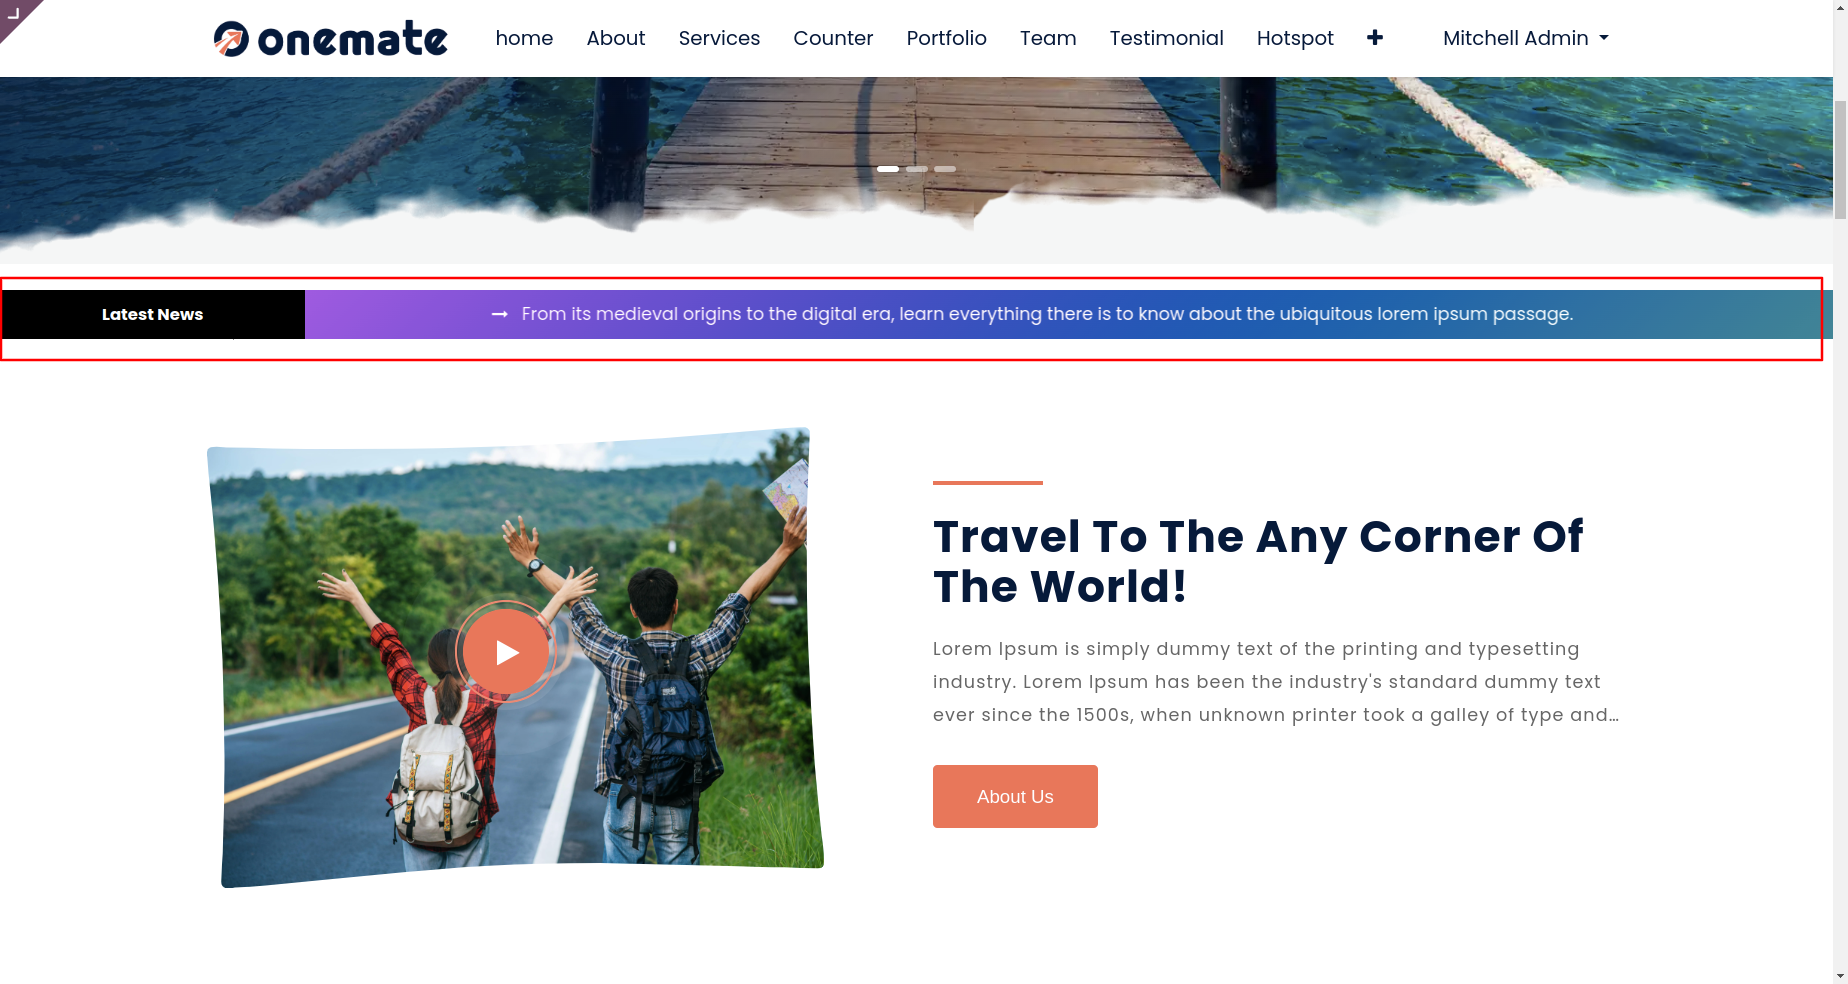 onemate home About Services Counter Portfolio Team Testimonial Hotspot Mitchell Admin
Latest News → From its medieval origins to the digital era, learn everything there is to know about the ubiquitous lorem ipsum passage.
Travel To The Any Corner Of
The World!
Lorem Ipsum is simply dummy text of the printing and typesetting
industry. Lorem Ipsum has been the industry's standard dummy text
ever since the 1500s, when unknown printer took a galley of type and...
About Us